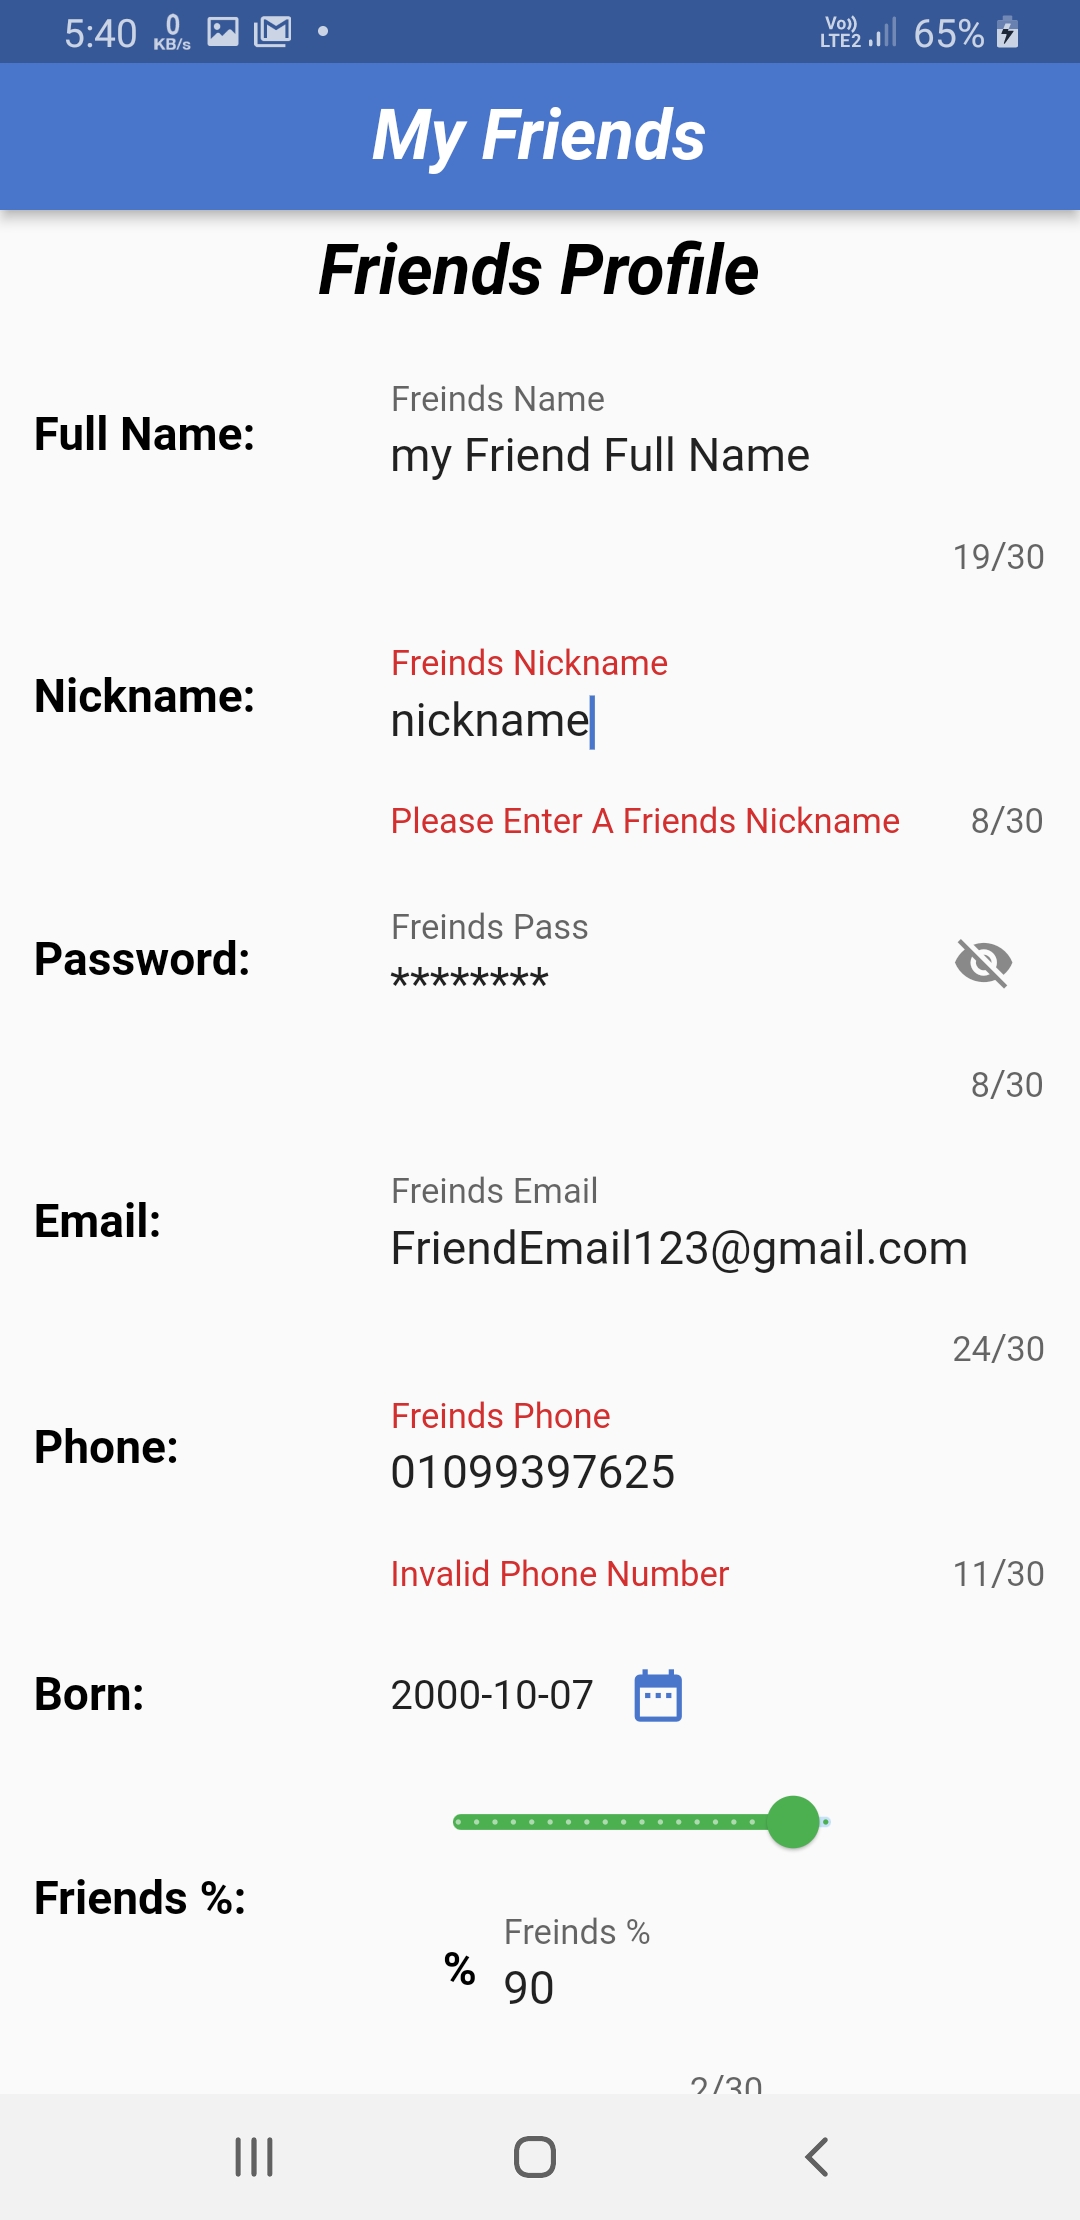 5:40 0 KB/s Vo)) LTE2 65%
My Friends
Friends Profile
Freinds Name
Full Name: my Friend Full Name
19/30
Freinds Nickname
Nickname: nickname
Please Enter A Friends Nickname 8/30
Freinds Pass
Password: ********
8/30
Freinds Email
Email: FriendEmail123@gmail.com
24/30
Freinds Phone
Phone: 01099397625
Invalid Phone Number 11/30
Born: 2000-10-07
Friends %:
Freinds %
% 90
2/30